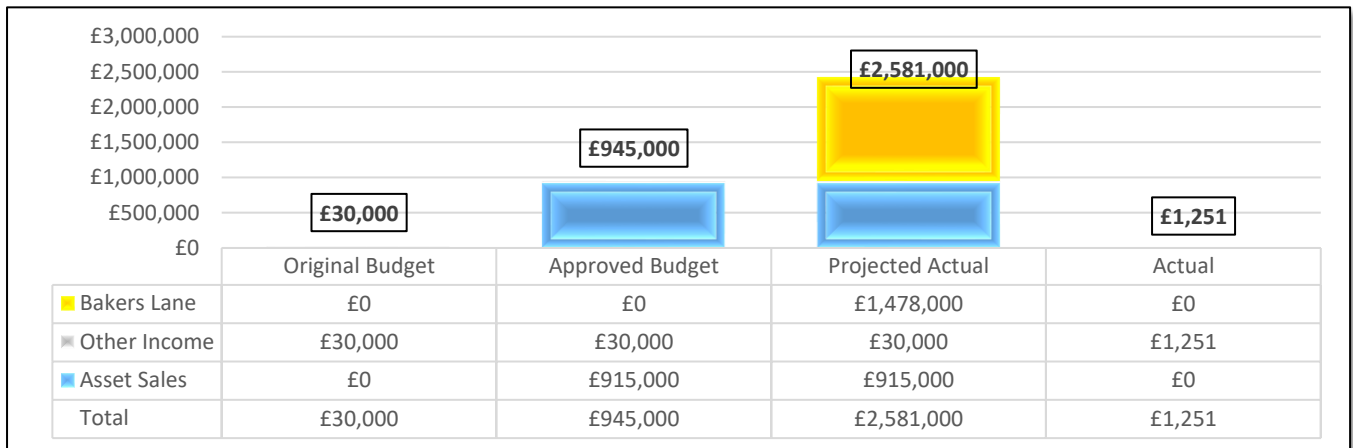 £3,000,000
£2,500,000
£2,000,000
£1,500,000
£1,000,000
£500,000
£0
£30,000
£945,000
£2,581,000
£1,251
Original Budget Approved Budget Projected Actual Actual
Bakers Lane £0 £0 £1,478,000 £0
Other Income £30,000 £30,000 £30,000 £1,251
Asset Sales £0 £915,000 £915,000 £0
Total £30,000 £945,000 £2,581,000 £1,251